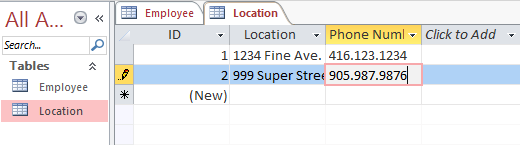 All A...
Search...
Tables
Employee
Location
Employee Location
ID Location Phone Numl Click to Add
1 1234 Fine Ave. 416.123.1234
2 999 Super Stree 905.987.9876
(New)